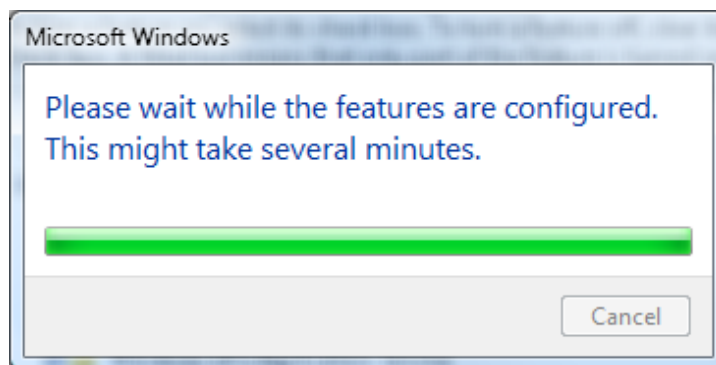 Microsoft Windows
Please wait while the features are configured.
This might take several minutes.
Cancel